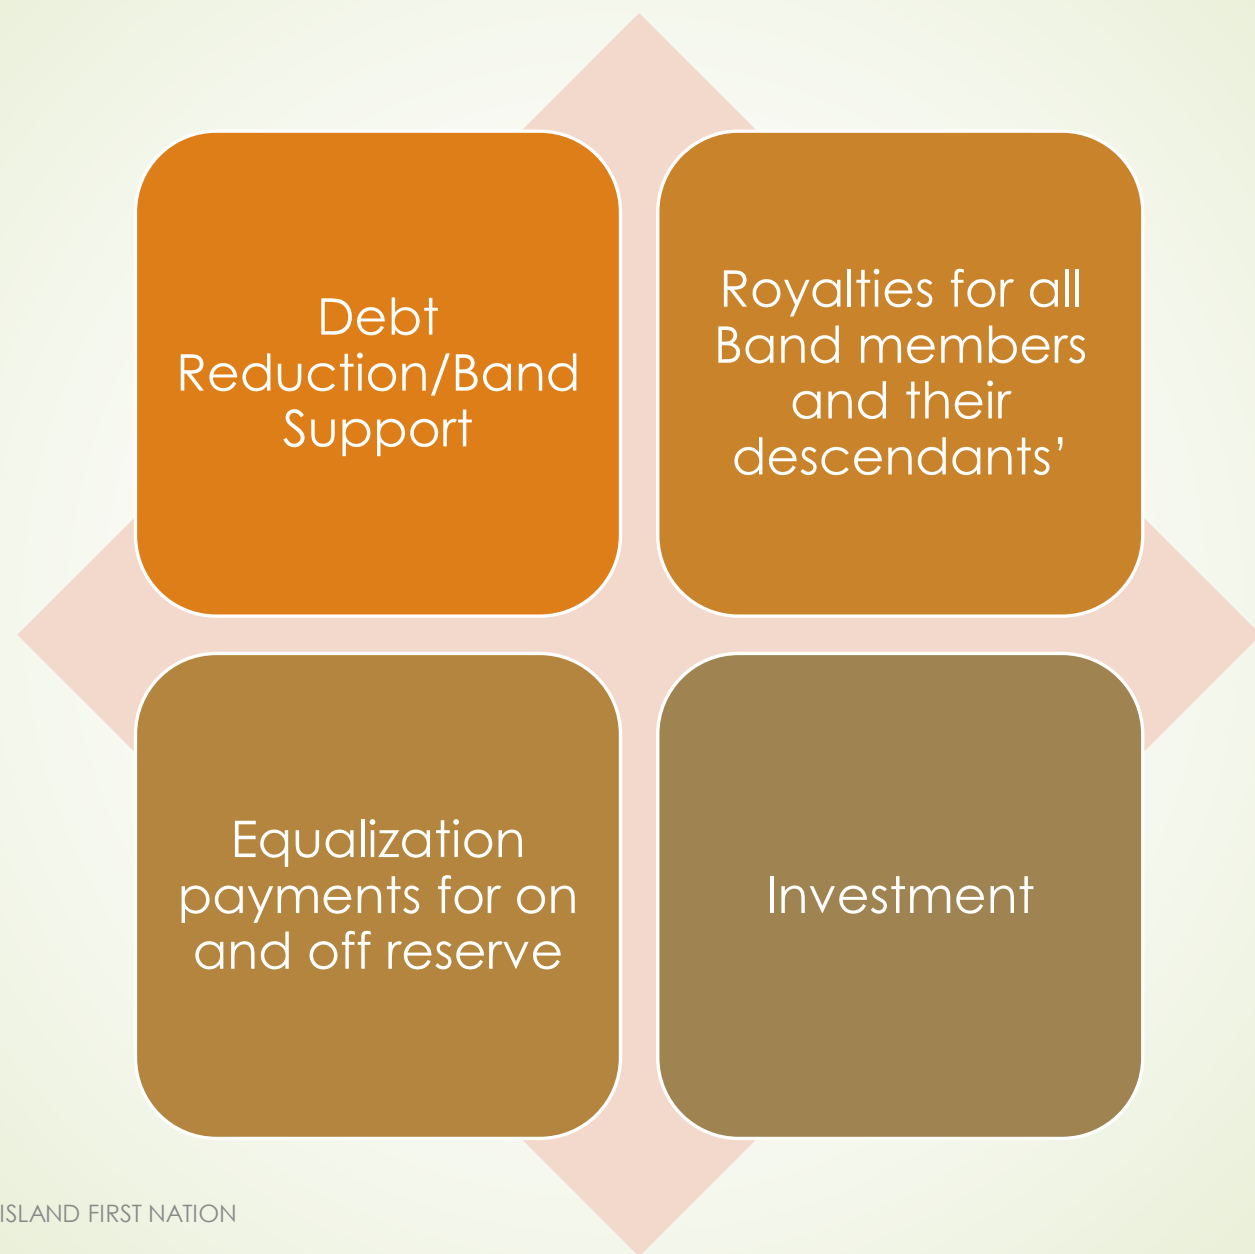 Debt
Reduction/Band
Support
Royalties for all
Band members
and their
descendants’
Equalization
payments for on
and off reserve
Investment
ISLAND FIRST NATION